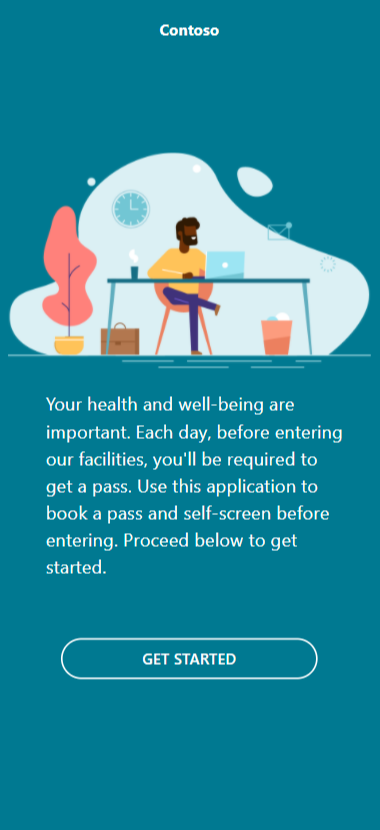 Contoso
Your health and well-being are
important. Each day, before entering
our facilities, you'll be required to
get a pass. Use this application to
book a pass and self-screen before
entering. Proceed below to get
started.
GET STARTED